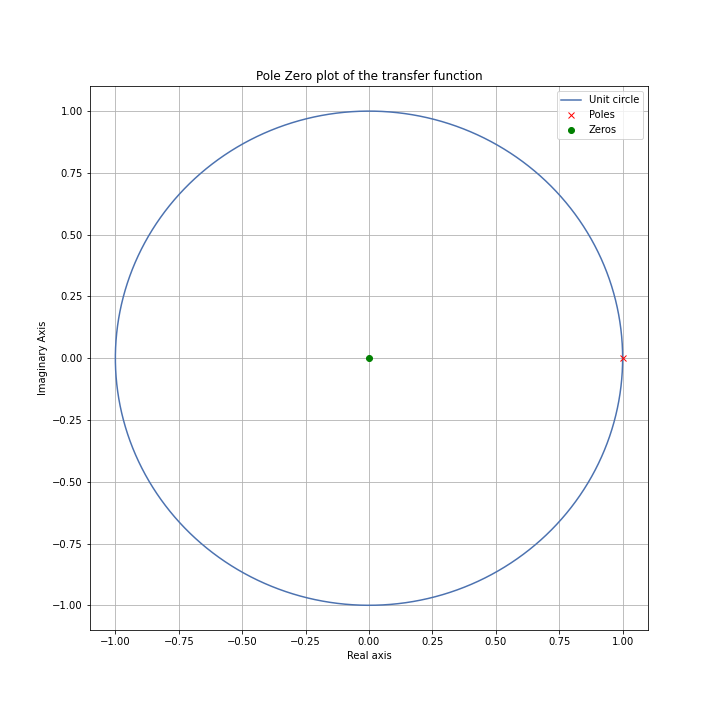 Pole Zero plot of the transfer function
Unit circle
Poles
Zeros
1.00
0.75
0.50
0.25
0.00
−0.25
−0.50
−0.75
−1.00
Imaginary Axis
−1.00 −0.75 −0.50 −0.25 0.00 0.25 0.50 0.75 1.00
Real axis